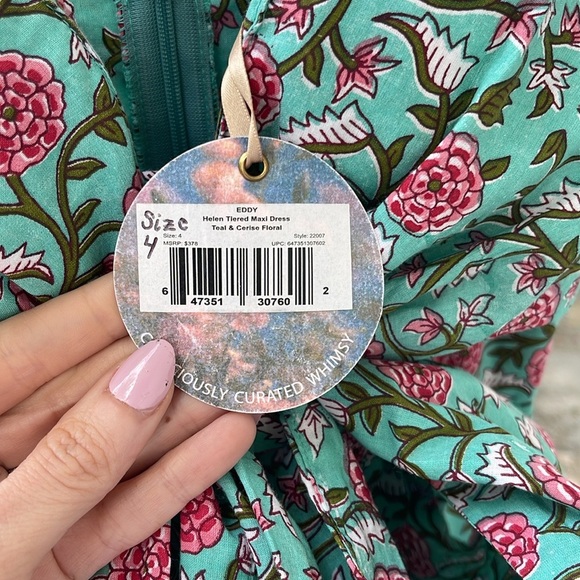 EDDY
Helen Tiered Maxi Dress
Teal & Cerise Floral
Size
4
Size: 4
Style: 22007
MSRP: $378
UPC: 647351307602
6 47351 30760 2
CURATED WHIMSY